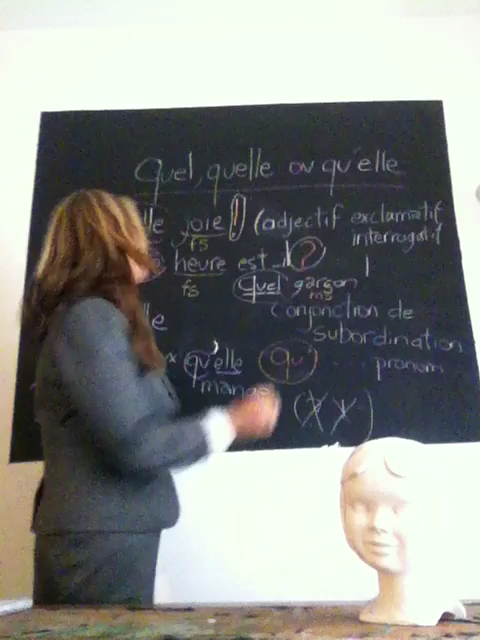 Quel, quelle ou qu'elle
lle joie ! (adjectif exclamatif
fs interrogatif
heure est-il ?
fs Quel garçon
ms
lle conjonction de
subordination
x qu'elle qu' ... pronom
mange